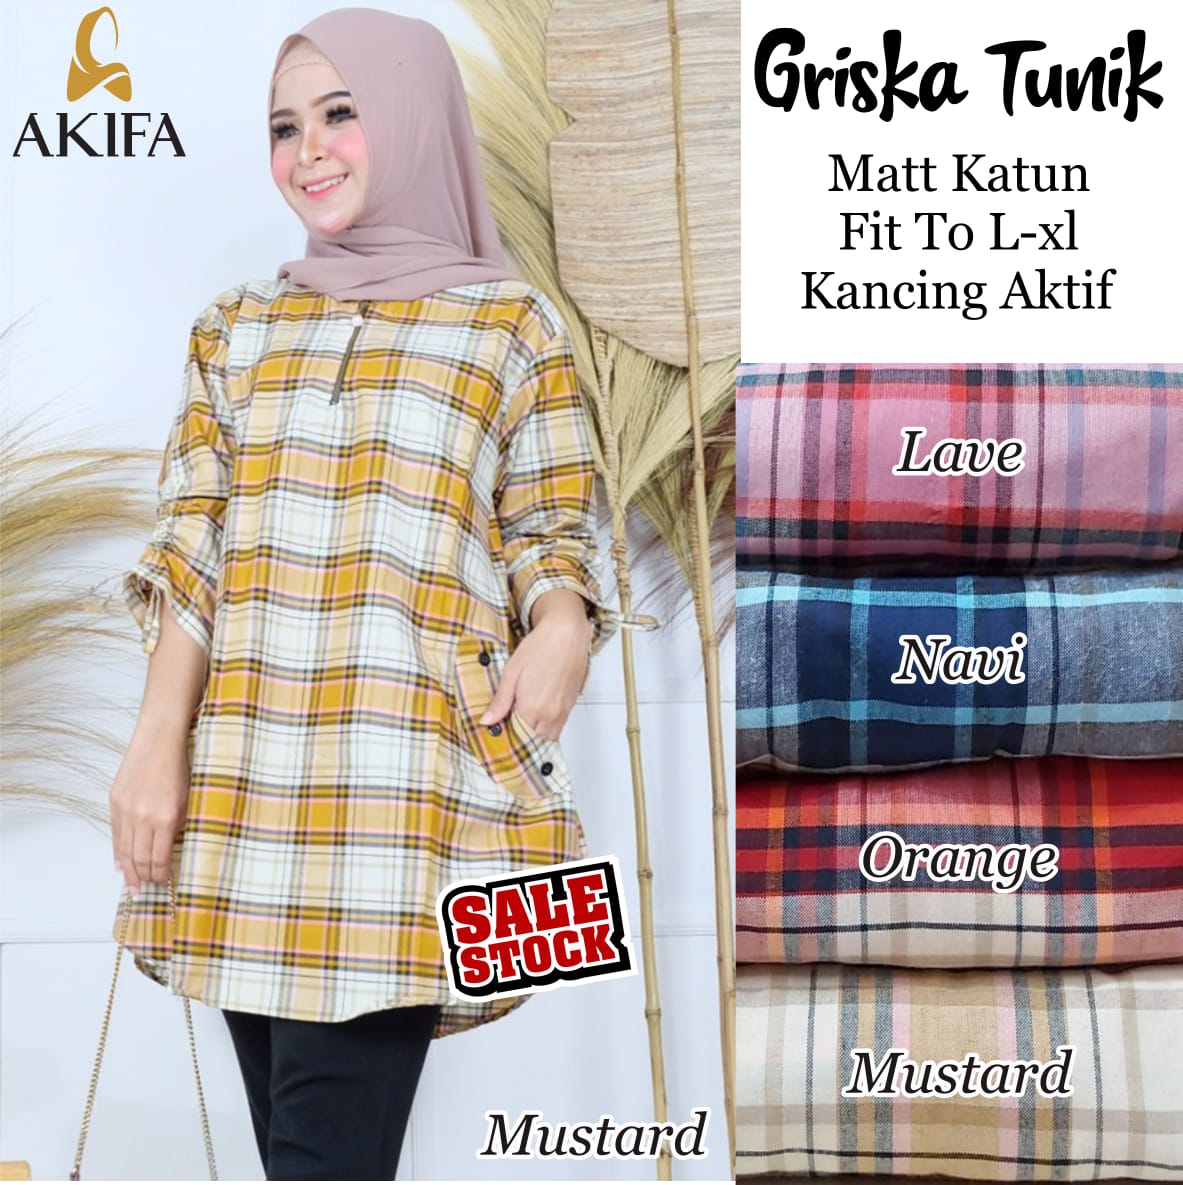 AKIFA
Griska Tunik
Matt Katun
Fit To L-xl
Kancing Aktif
Lave
Navi
Orange
Mustard
SALE
STOCK
Mustard